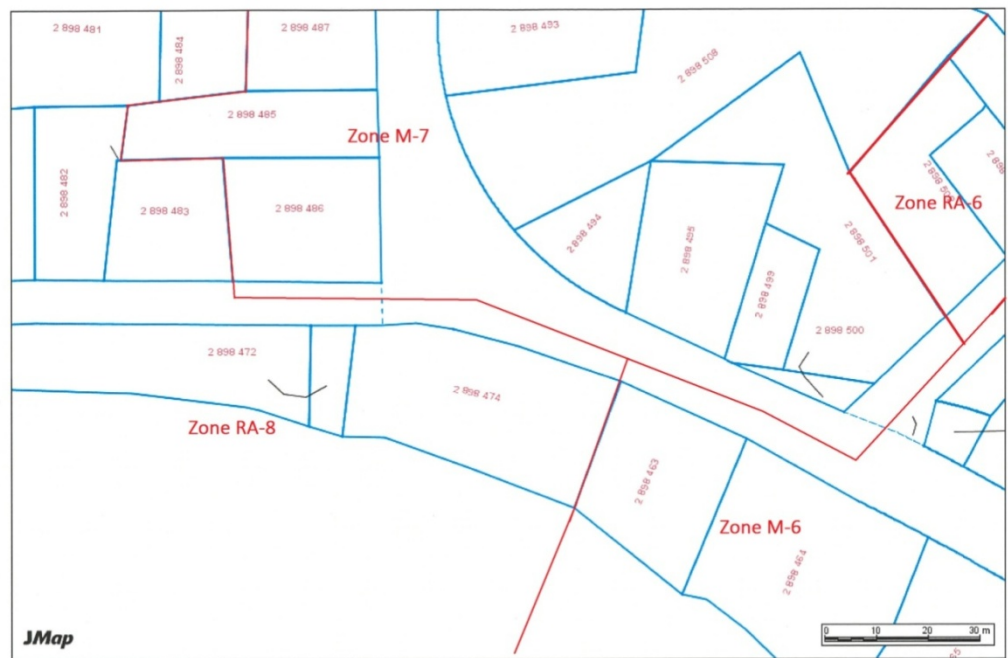 2 898 481
2 898 484
2 898 487
2 898 493
2 898 508
2 898 485
Zone M-7
2 898 482
2 898 483
2 898 486
2 898 494
2 898 495
2 898 499
2 898 501
Zone RA-6
2 898 500
2 898 472
2 898 474
Zone RA-8
2 898 463
Zone M-6
2 898 464
JMap
0 10 20 30 m